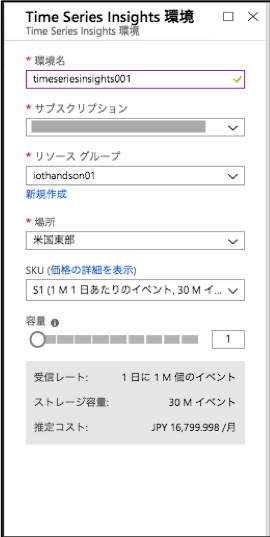 Time Series Insights 環境
Time Series Insights 環境
* 環境名
timeseriesinsights001
* サブスクリプション
* リソース グループ
iothandson01
新規作成
* 場所
米国東部
SKU (価格の詳細を表示)
S1 (1 M 1 日あたりのイベント, 30 M イ...
容量
1
受信レート: 1 日に 1 M 個のイベント
ストレージ容量: 30 M イベント
推定コスト: JPY 16,799.998 /月